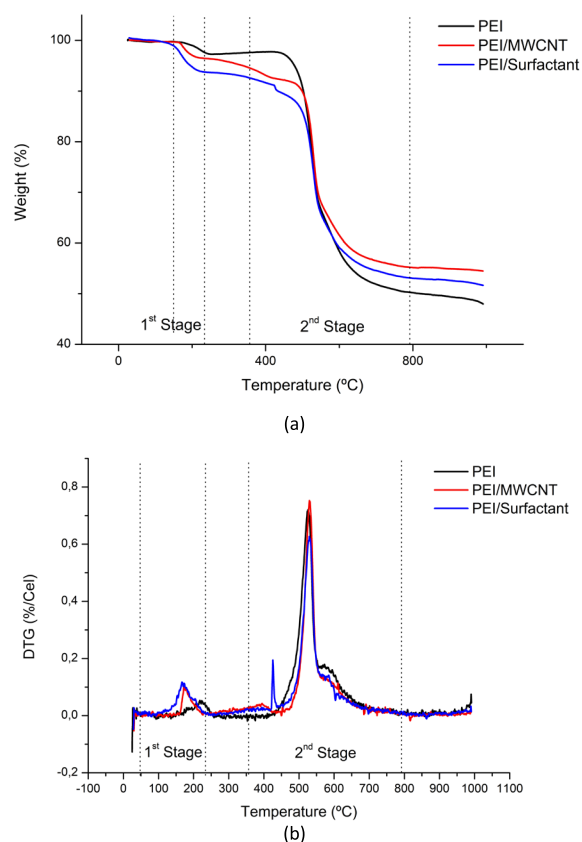 PEI
PEI/MWCNT
PEI/Surfactant
100
80
60
40
Weight (%)
1st Stage
2nd Stage
0
400
800
Temperature (ºC)
(a)
PEI
PEI/MWCNT
PEI/Surfactant
0,8
0,6
0,4
0,2
0,0
-0,2
DTG (%/Cel)
1st Stage
2nd Stage
-100
0
100
200
300
400
500
600
700
800
900
1000
1100
Temperature (ºC)
(b)